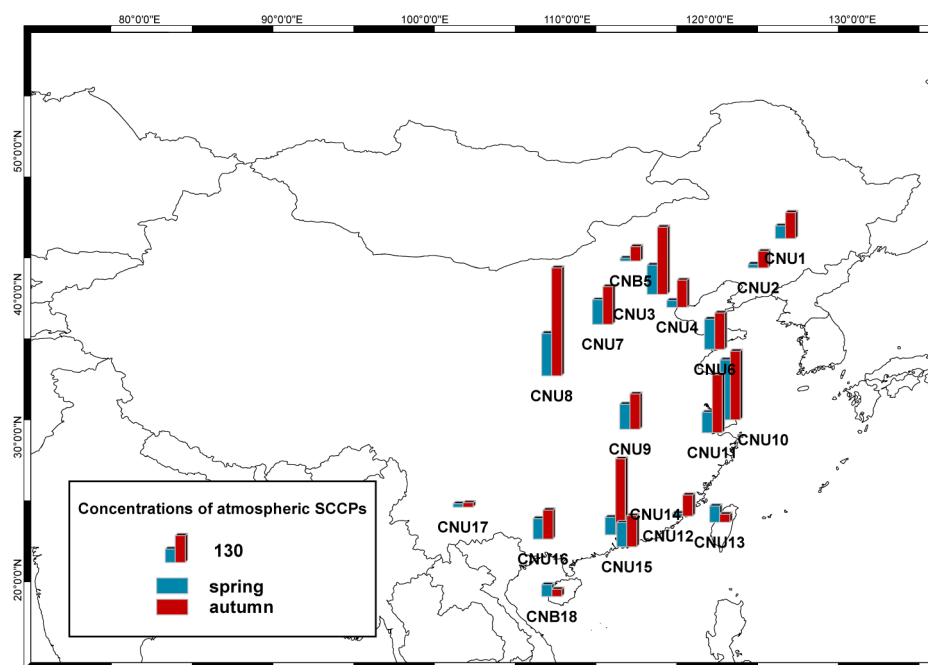 80°0'0"E 90°0'0"E 100°0'0"E 110°0'0"E 120°0'0"E 130°0'0"E
50°0'0"N
40°0'0"N
30°0'0"N
20°0'0"N
CNU1
CNU2
CNB5
CNU3
CNU4
CNU7
CNU6
CNU8
CNU9
CNU11
CNU10
CNU17
CNU14
CNU12
CNU13
CNU16
CNU15
CNB18
Concentrations of atmospheric SCCPs
130
spring
autumn